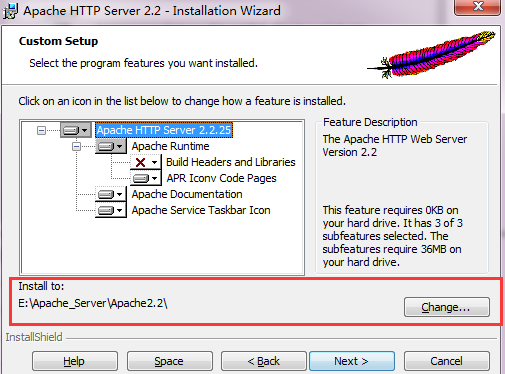 Apache HTTP Server 2.2 - Installation Wizard
Custom Setup
Select the program features you want installed.
Click on an icon in the list below to change how a feature is installed.
Apache HTTP Server 2.2.25
Apache Runtime
Build Headers and Libraries
APR Iconv Code Pages
Apache Documentation
Apache Service Taskbar Icon
Feature Description
The Apache HTTP Web Server
Version 2.2
This feature requires 0KB on
your hard drive. It has 3 of 3
subfeatures selected. The
subfeatures require 36MB on
your hard drive.
Install to:
E:\Apache_Server\Apache2.2\
Change...
InstallShield
Help
Space
< Back
Next >
Cancel